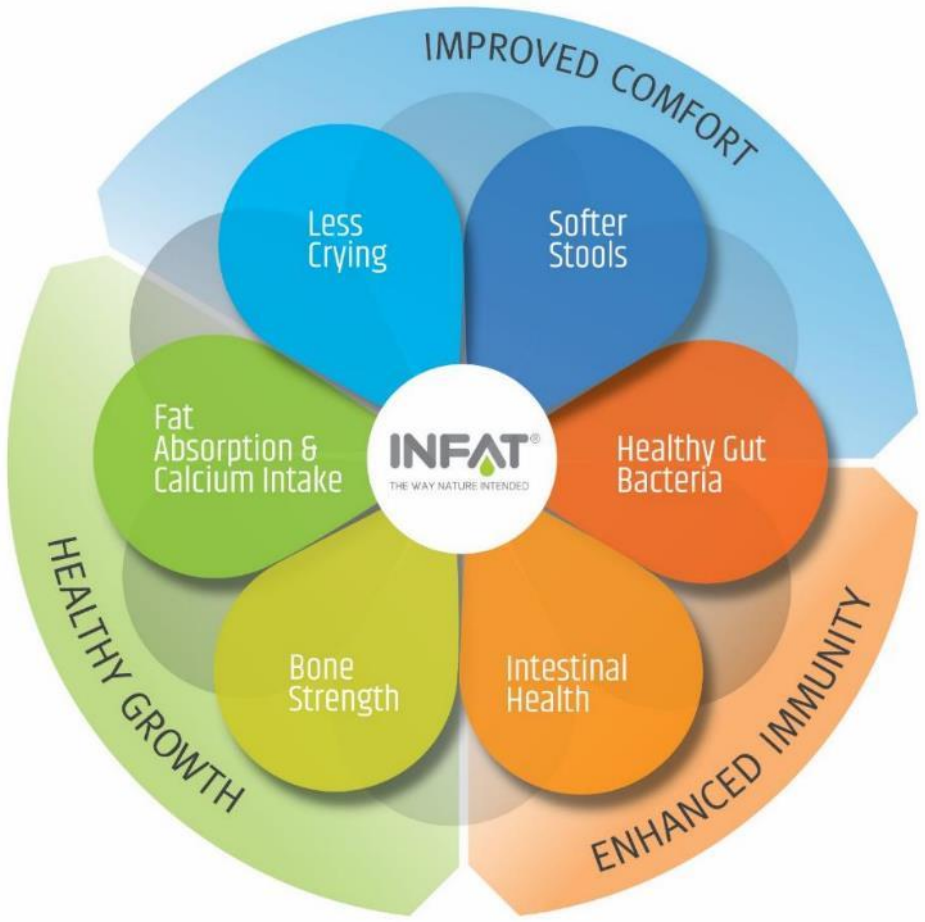 IMPROVED COMFORT
Less
Crying
Softer
Stools
Fat
Absorption &
Calcium Intake
INFAT®
THE WAY NATURE INTENDED
Healthy Gut
Bacteria
Bone
Strength
Intestinal
Health
HEALTHY GROWTH
ENHANCED IMMUNITY